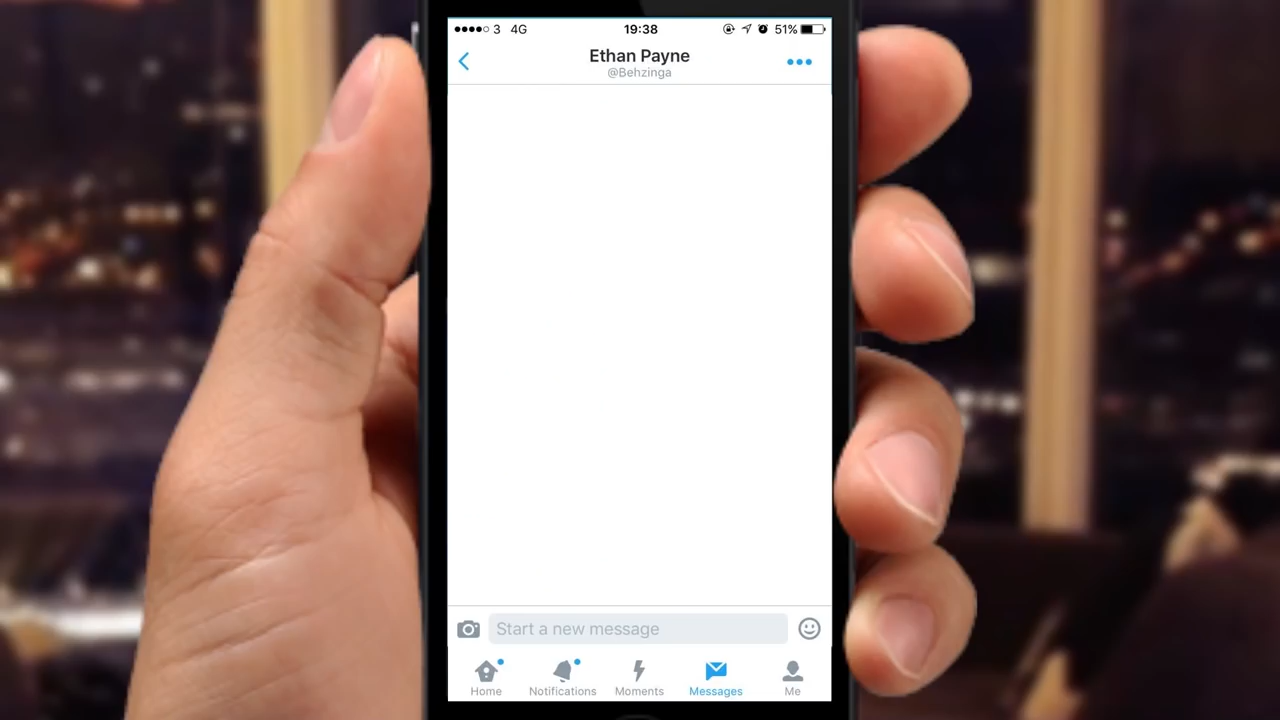 3 4G 19:38 51%
Ethan Payne
@Behzinga
Start a new message
Home Notifications Moments Messages Me